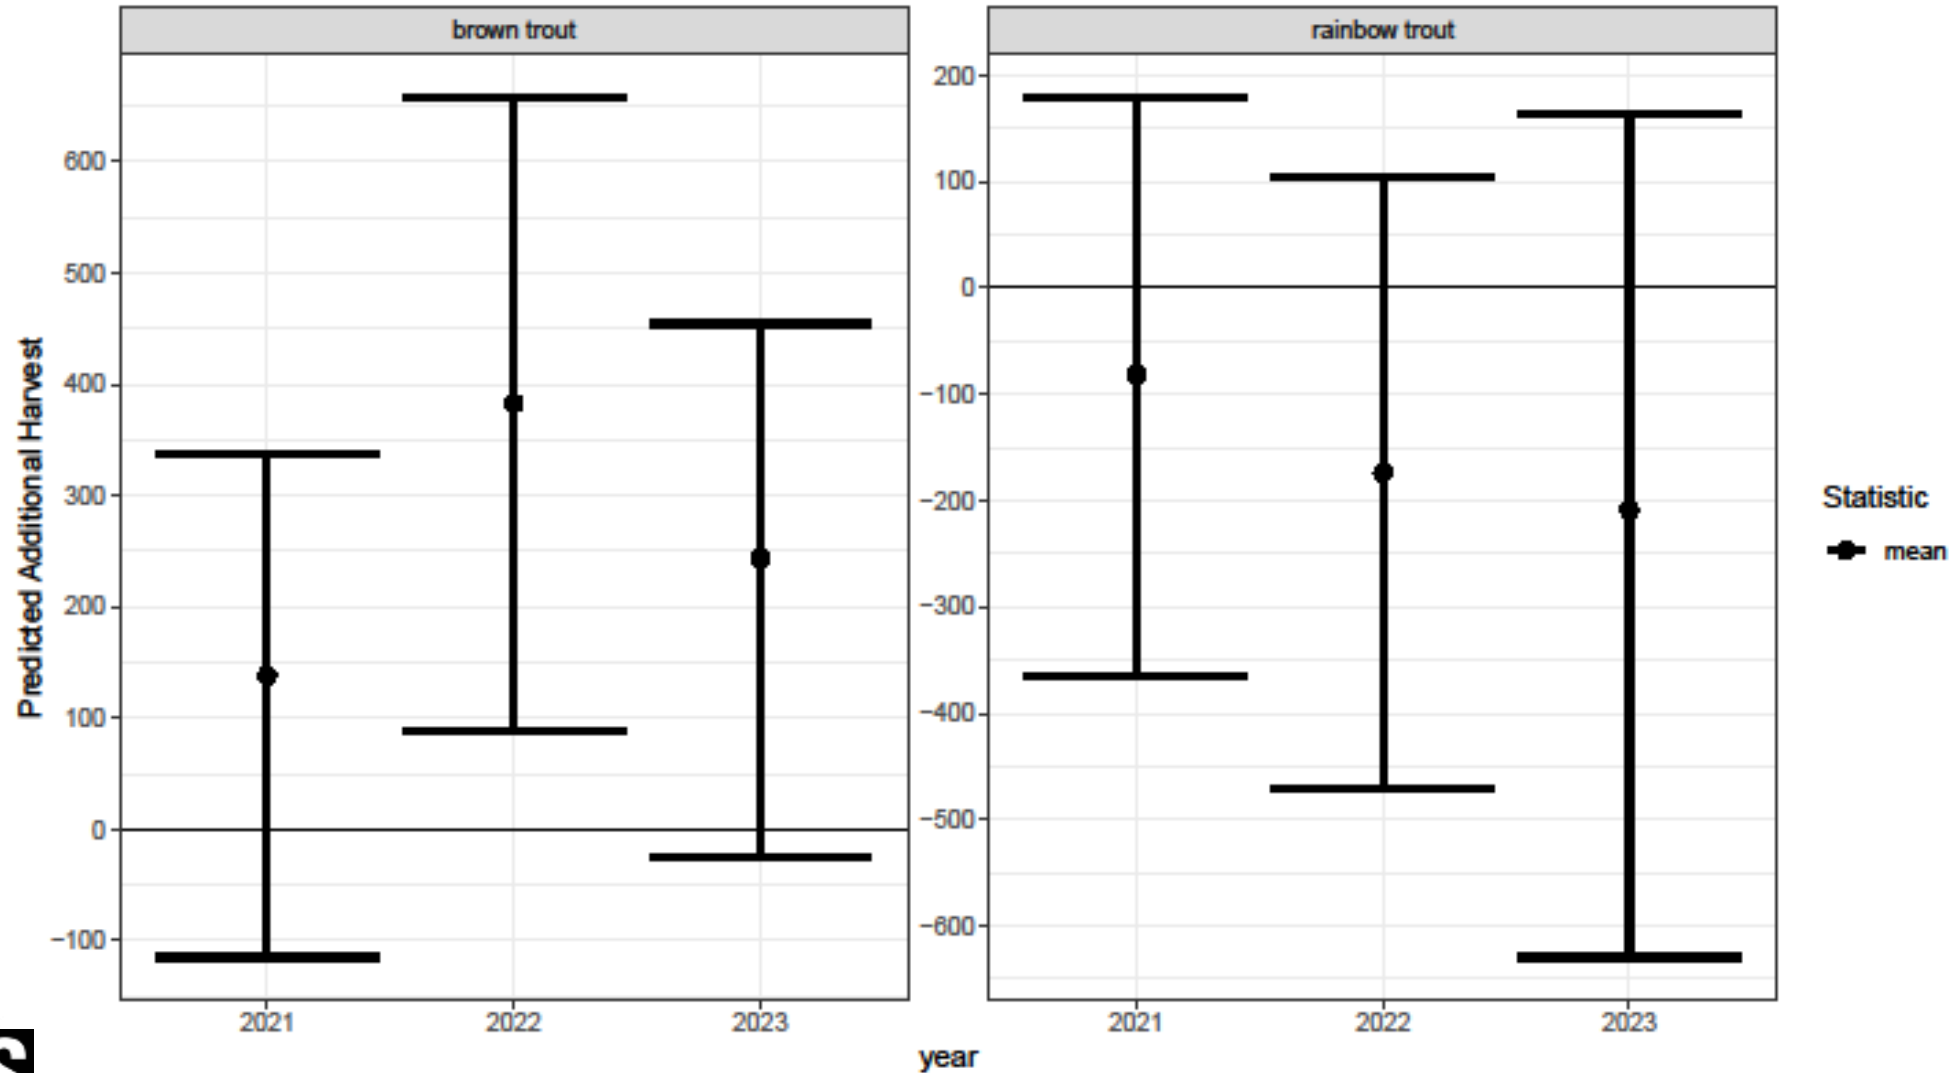 brown trout
rainbow trout
Predicted Additional Harvest
600
500
400
300
200
100
0
−100
200
100
0
−100
−200
−300
−400
−500
−600
2021 2022 2023
2021 2022 2023
year
Statistic
mean